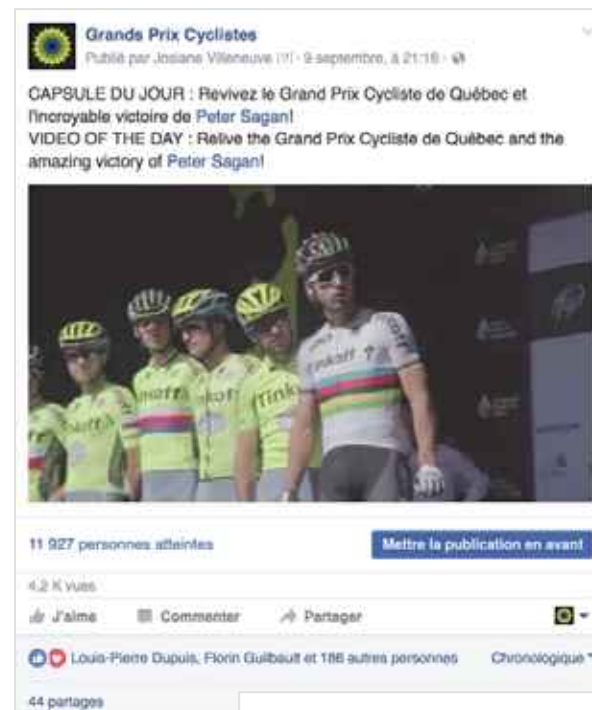 Grands Prix Cyclistes
Publié par Josiane Villeneuve [?] · 9 septembre, à 21:16 ·
CAPSULE DU JOUR : Revivez le Grand Prix Cycliste de Québec et
l'incroyable victoire de Peter Sagan!
VIDEO OF THE DAY : Relive the Grand Prix Cycliste de Québec and the
amazing victory of Peter Sagan!
Tinkoff
11 927 personnes atteintes
Mettre la publication en avant
4,2 K vues
J'aime Commenter Partager
Louis-Pierre Dupuis, Florin Guilbault et 186 autres personnes Chronologique
44 partages